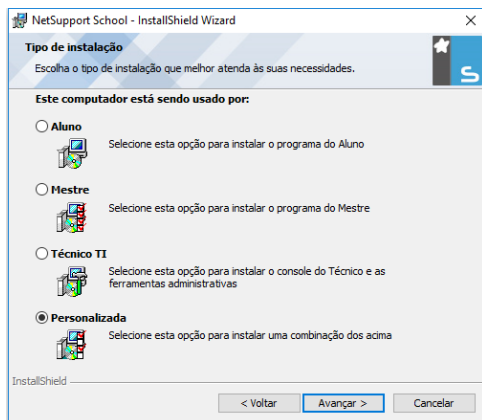 NetSupport School - InstallShield Wizard
Tipo de instalação
Escolha o tipo de instalação que melhor atenda às suas necessidades.
S
Este computador está sendo usado por:
Aluno
Selecione esta opção para instalar o programa do Aluno
Mestre
Selecione esta opção para instalar o programa do Mestre
Técnico TI
Selecione esta opção para instalar o console do Técnico e as
ferramentas administrativas
Personalizada
Selecione esta opção para instalar uma combinação dos acima
InstallShield
< Voltar
Avançar >
Cancelar